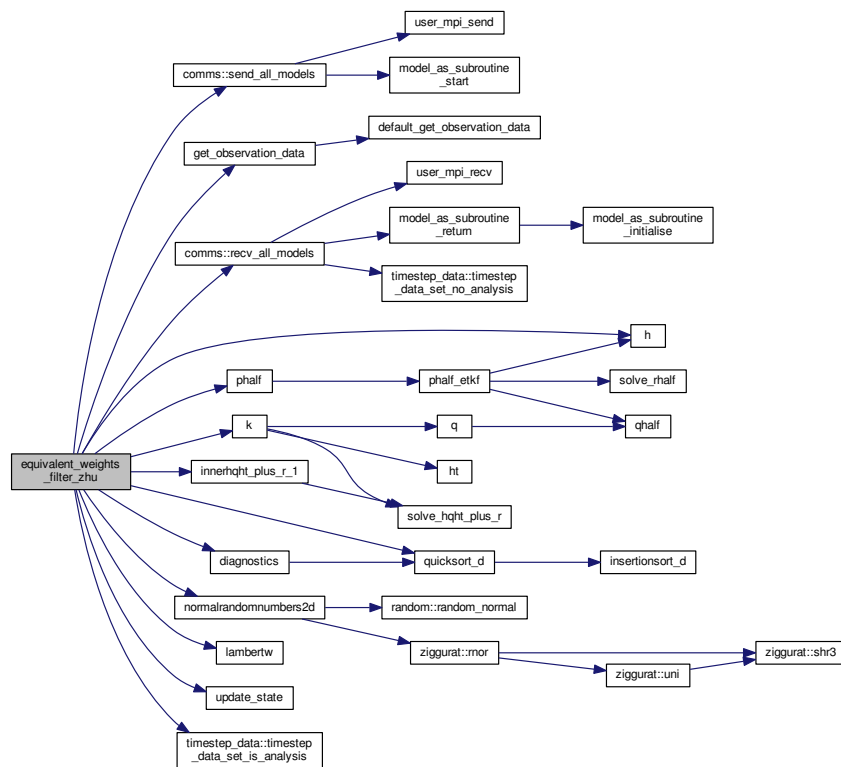 user_mpi_send
comms::send_all_models
model_as_subroutine
_start
default_get_observation_data
get_observation_data
user_mpi_recv
model_as_subroutine
_return
model_as_subroutine
_initialise
comms::recv_all_models
timestep_data::timestep
_data_set_no_analysis
h
phalf
phalf_etkf
solve_rhalf
k
q
qhalf
equivalent_weights
_filter_zhu
innerhqht_plus_r_1
ht
solve_hqht_plus_r
diagnostics
quicksort_d
insertionsort_d
normalrandomnumbers2d
random::random_normal
lambertw
ziggurat::rnor
ziggurat::shr3
ziggurat::uni
update_state
timestep_data::timestep
_data_set_is_analysis